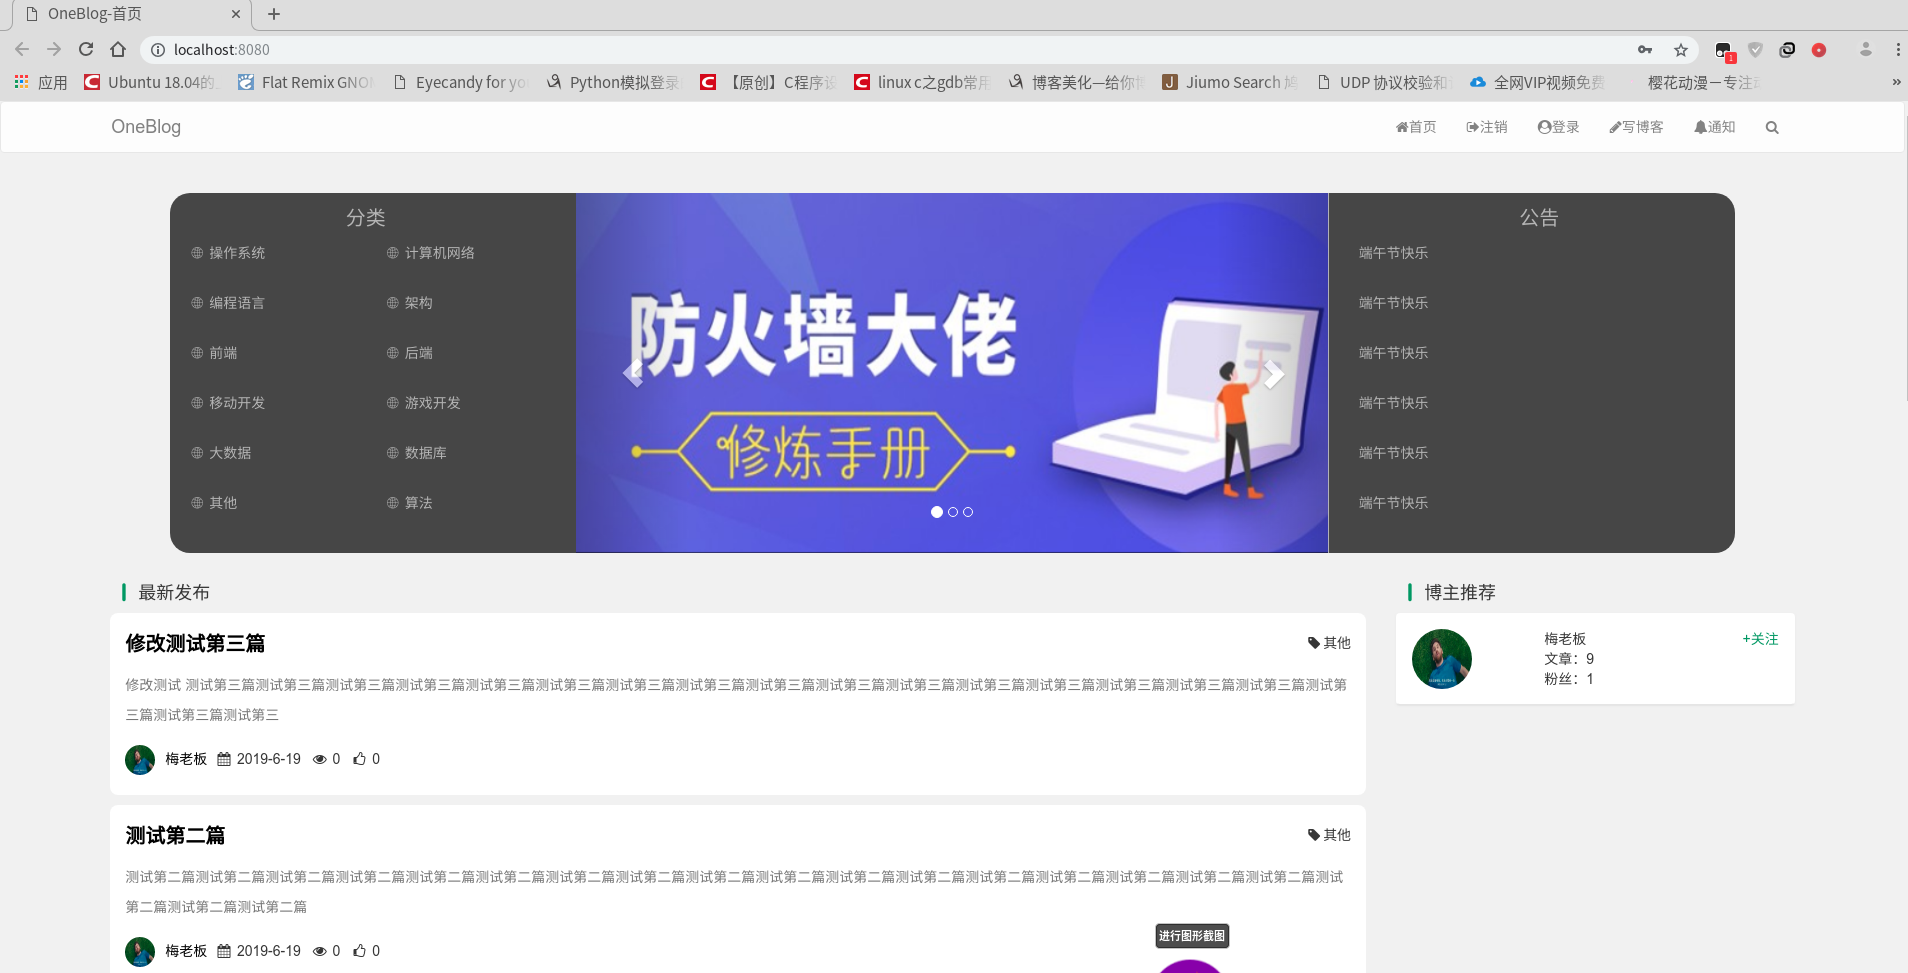 OneBlog-首页
localhost:8080
应用 Ubuntu 18.04的 Flat Remix GNO Eyecandy for yo Python模拟登录 【原创】C程序设 linux c之gdb常用 博客美化—给你 Jiumo Search 鸠 UDP 协议校验和 全网VIP视频免费 樱花动漫－专注 »
1
OneBlog 首页 注销 登录 写博客 通知
分类 公告
操作系统 计算机网络 端午节快乐
编程语言 架构 端午节快乐
前端 后端 端午节快乐
移动开发 游戏开发 端午节快乐
大数据 数据库 端午节快乐
其他 算法 端午节快乐
防火墙大佬
修炼手册
最新发布
修改测试第三篇 其他
修改测试 测试第三篇测试第三篇测试第三篇测试第三篇测试第三篇测试第三篇测试第三篇测试第三篇测试第三篇测试第三篇测试第三篇测试第三篇测试第三篇测试第三篇测试第三篇测试第三篇测试第
三篇测试第三篇测试第三
梅老板 2019-6-19 0 0
测试第二篇 其他
测试第二篇测试第二篇测试第二篇测试第二篇测试第二篇测试第二篇测试第二篇测试第二篇测试第二篇测试第二篇测试第二篇测试第二篇测试第二篇测试第二篇测试第二篇测试第二篇测试第二篇测试
第二篇测试第二篇测试第二篇
梅老板 2019-6-19 0 0
博主推荐
梅老板 +关注
文章：9
粉丝：1
进行图形截图